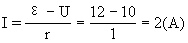 I = (ε − U)/r = (12 − 10)/1 = 2(A)